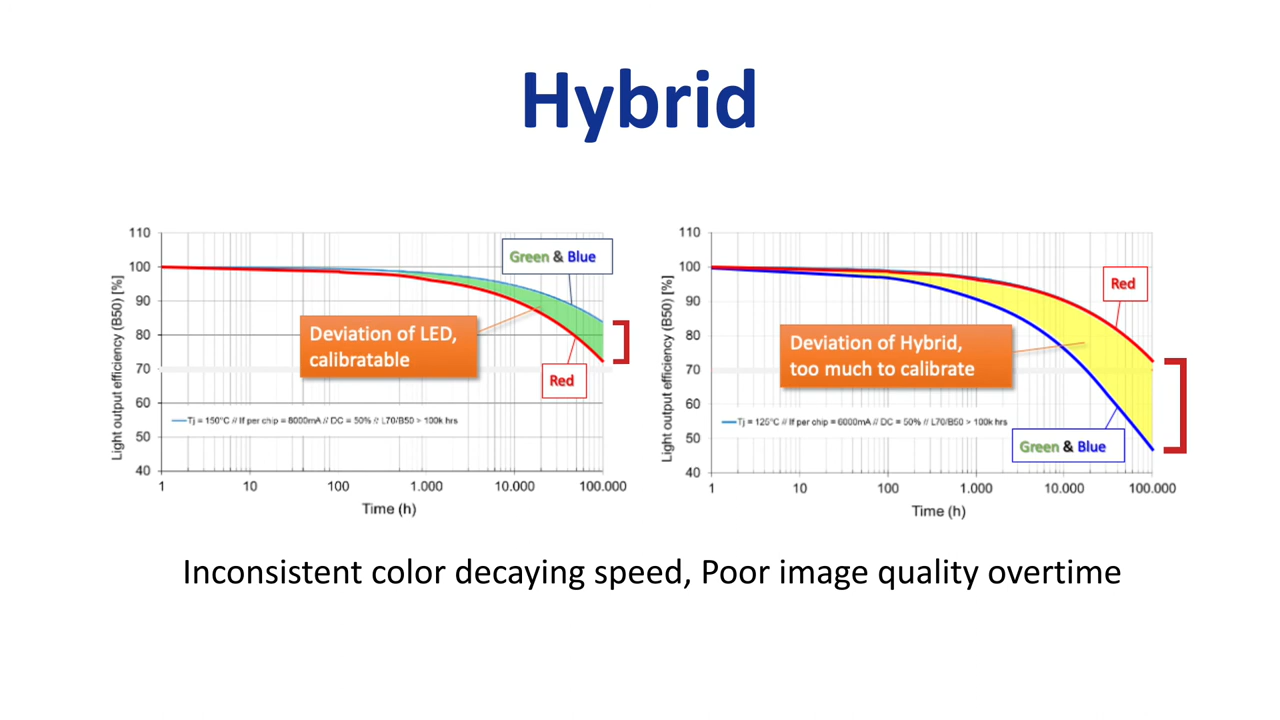 Hybrid
110
100
90
80
70
60
50
40
Light output efficiency (B50) [%]
Green & Blue
Deviation of LED,
calibratable
Red
Tj = 150°C // If per chip = 8000mA // DC = 50% // L70/B50 > 100k hrs
1 10 100 1.000 10.000 100.000
Time (h)
110
100
90
80
70
60
50
40
Light output efficiency (B50) [%]
Red
Deviation of Hybrid,
too much to calibrate
Tj = 125°C // If per chip = 6000mA // DC = 50% // L70/B50 > 100k hrs
Green & Blue
1 10 100 1.000 10.000 100.000
Time (h)
Inconsistent color decaying speed, Poor image quality overtime